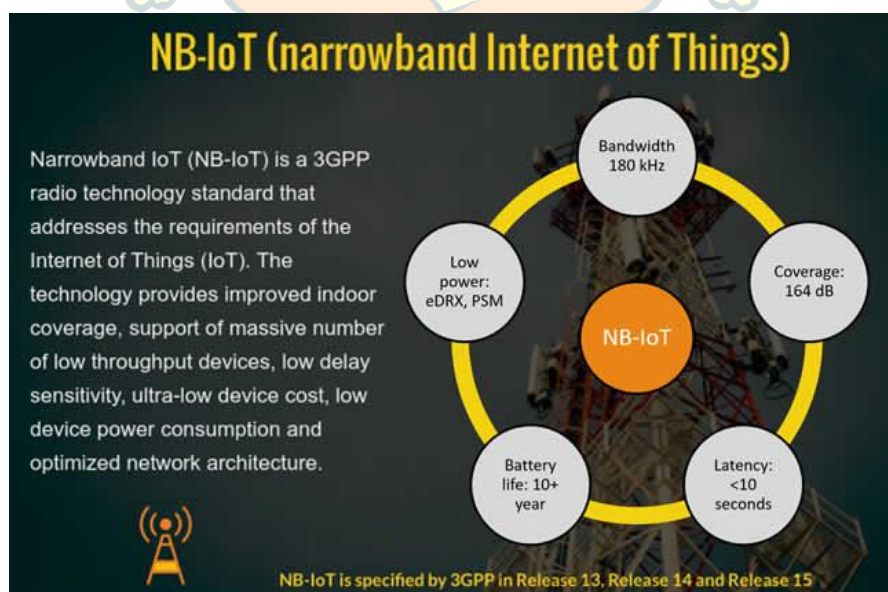 NB-IoT (narrowband Internet of Things)
Narrowband IoT (NB-IoT) is a 3GPP
radio technology standard that
addresses the requirements of the
Internet of Things (IoT). The
technology provides improved indoor
coverage, support of massive number
of low throughput devices, low delay
sensitivity, ultra-low device cost, low
device power consumption and
optimized network architecture.
Bandwidth
180 kHz
Low
power:
eDRX, PSM
Coverage:
164 dB
NB-IoT
Battery
life: 10+
year
Latency:
<10
seconds
NB-IoT is specified by 3GPP in Release 13, Release 14 and Release 15